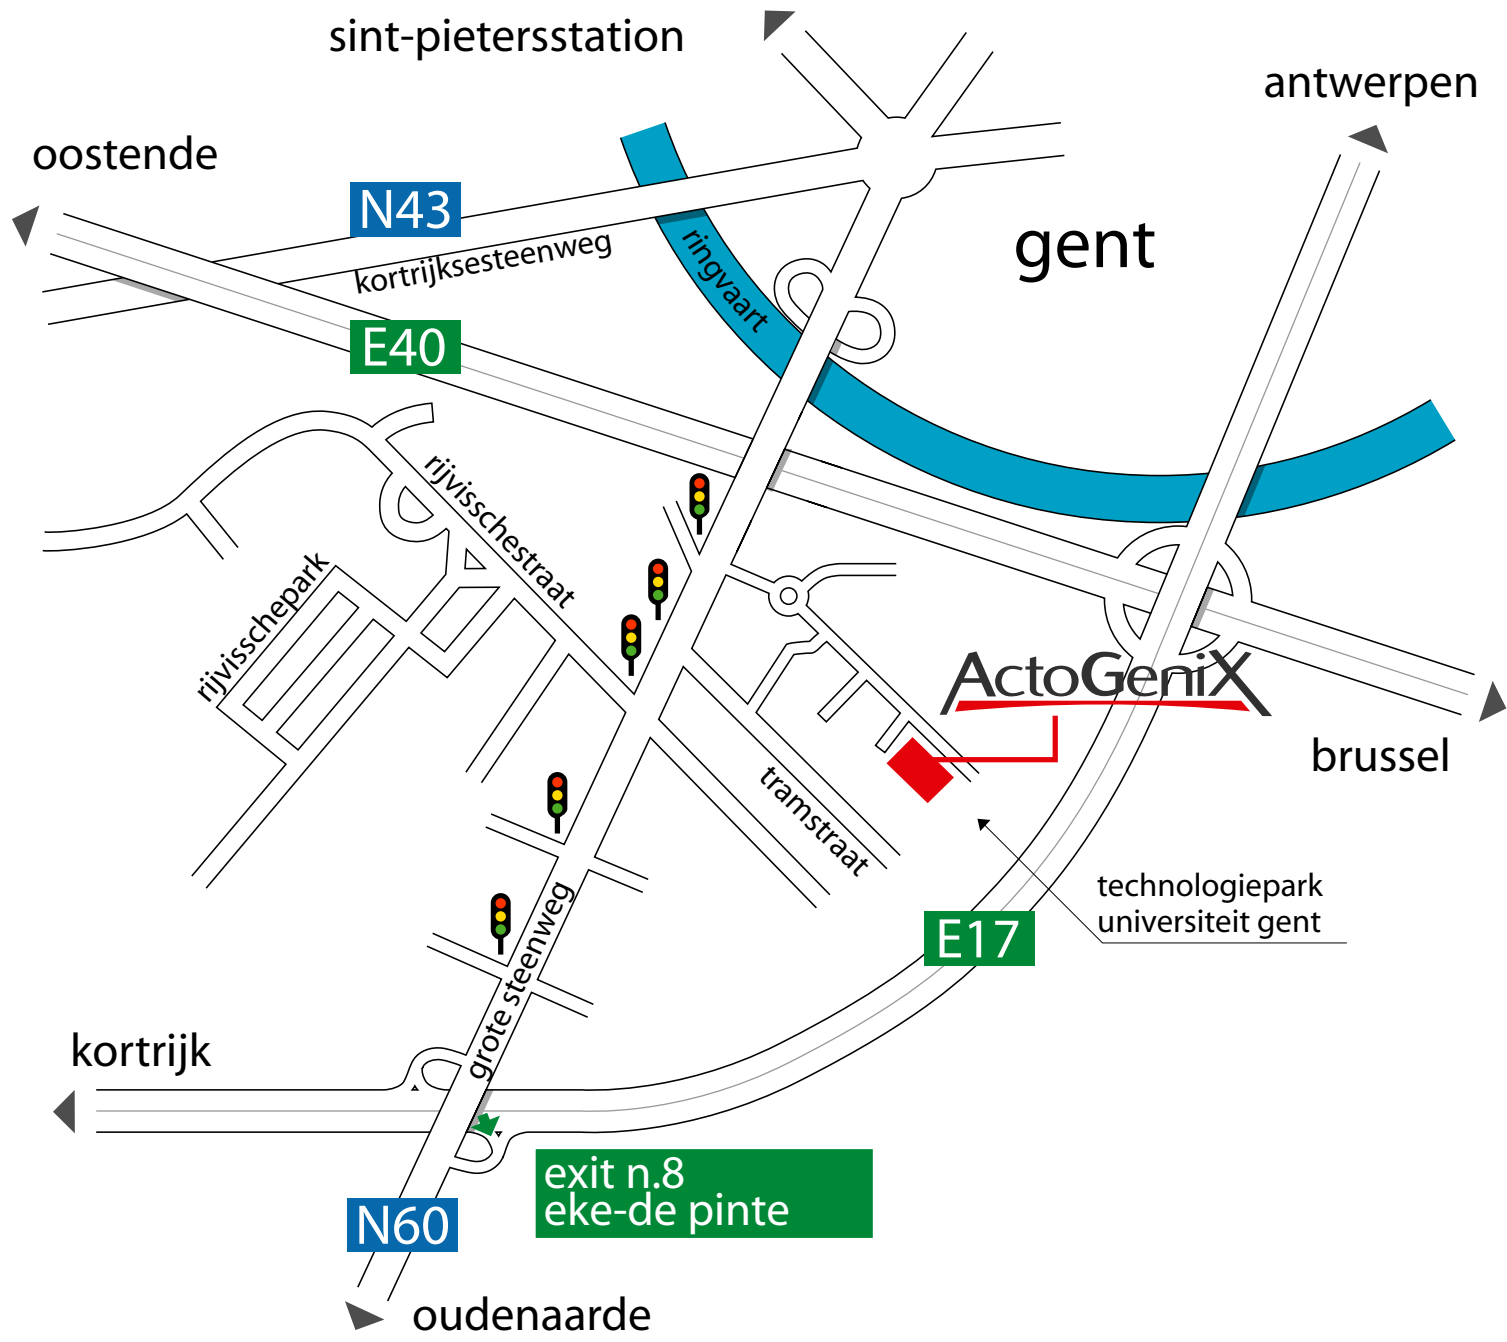 sint-pietersstation
antwerpen
oostende
N43
kortrijksesteenweg
gent
ringvaart
E40
rijvisschestraat
rijvisschepark
ActoGeniX
brussel
tramstraat
technologiepark
universiteit gent
grote steenweg
E17
kortrijk
exit n.8
eke-de pinte
N60
oudenaarde